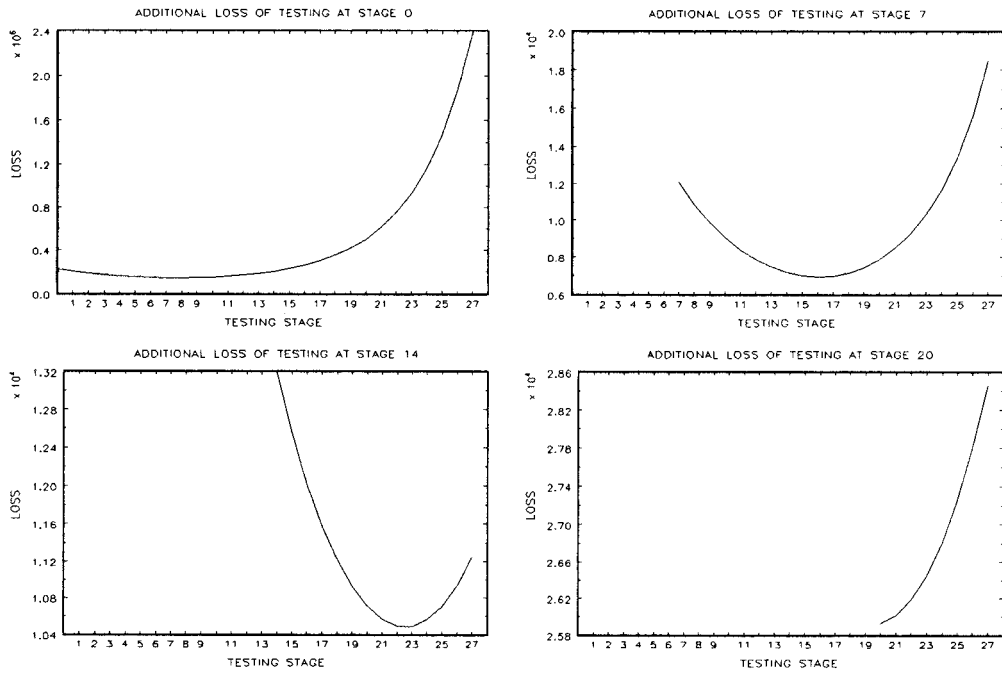 ADDITIONAL LOSS OF TESTING AT STAGE 0
× 10⁶
2.4
2.0
1.6
1.2
0.8
0.4
0.0
LOSS
1 2 3 4 5 6 7 8 9 11 13 15 17 19 21 23 25 27
TESTING STAGE
ADDITIONAL LOSS OF TESTING AT STAGE 7
× 10⁴
2.0
1.8
1.6
1.4
1.2
1.0
0.8
0.6
LOSS
1 2 3 4 5 6 7 8 9 11 13 15 17 19 21 23 25 27
TESTING STAGE
ADDITIONAL LOSS OF TESTING AT STAGE 14
× 10⁴
1.32
1.28
1.24
1.20
1.16
1.12
1.08
1.04
LOSS
1 2 3 4 5 6 7 8 9 11 13 15 17 19 21 23 25 27
TESTING STAGE
ADDITIONAL LOSS OF TESTING AT STAGE 20
× 10⁴
2.86
2.82
2.78
2.74
2.70
2.66
2.62
2.58
LOSS
1 2 3 4 5 6 7 8 9 11 13 15 17 19 21 23 25 27
TESTING STAGE